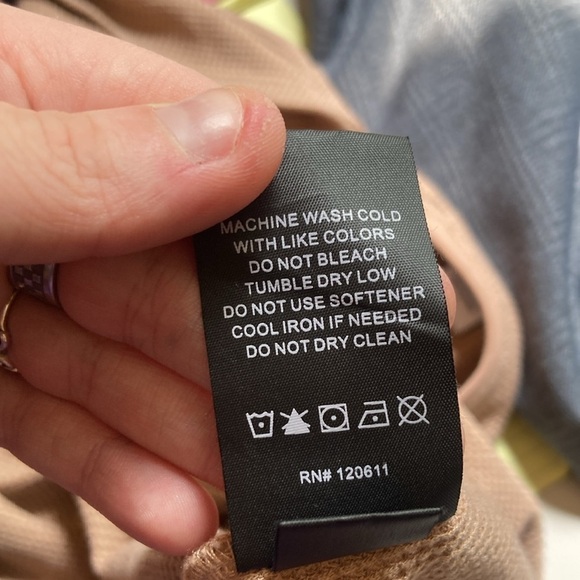 MACHINE WASH COLD
WITH LIKE COLORS
DO NOT BLEACH
TUMBLE DRY LOW
DO NOT USE SOFTENER
COOL IRON IF NEEDED
DO NOT DRY CLEAN
RN# 120611